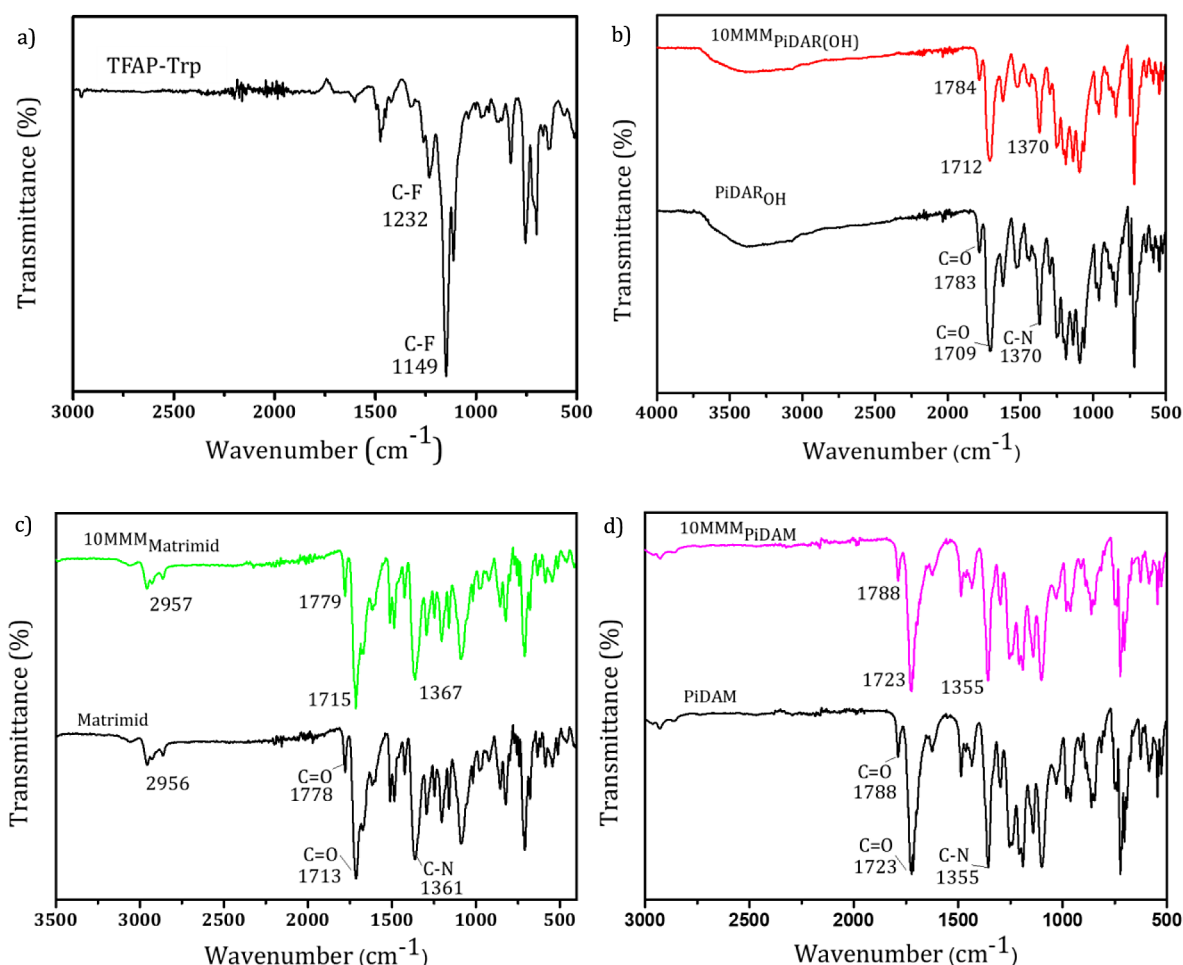 a)
TFAP-Trp
C-F
1232
C-F
1149
Transmittance (%)
3000 2500 2000 1500 1000 500
Wavenumber (cm⁻¹)
b)
10MMMPiDAR(OH)
1784
1712
1370
PiDAROH
C=O
1783
C=O
1709
C-N
1370
Transmittance (%)
4000 3500 3000 2500 2000 1500 1000 500
Wavenumber (cm⁻¹)
c)
10MMMMatrimid
2957
1779
1715
1367
Matrimid
2956
C=O
1778
C=O
1713
C-N
1361
Transmittance (%)
3500 3000 2500 2000 1500 1000 500
Wavenumber (cm⁻¹)
d)
10MMMPiDAM
1788
1723
1355
PiDAM
C=O
1788
C=O
1723
C-N
1355
Transmittance (%)
3000 2500 2000 1500 1000 500
Wavenumber (cm⁻¹)